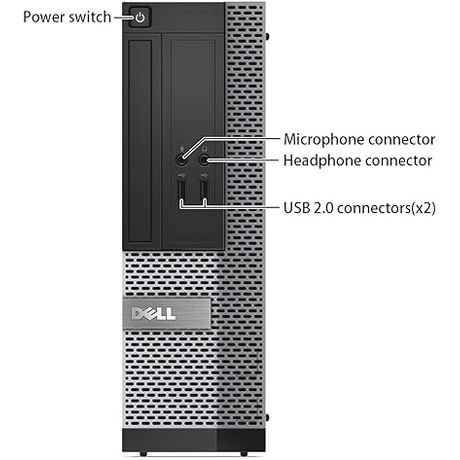 Power switch
Microphone connector
Headphone connector
USB 2.0 connectors(x2)
DELL